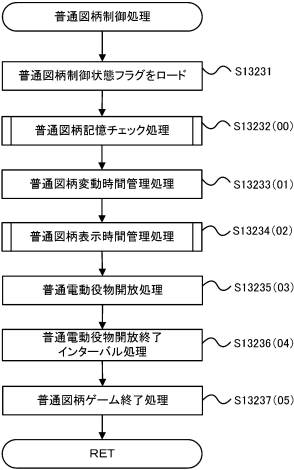 普通図柄制御処理
普通図柄制御状態フラグをロード
S13231
普通図柄記憶チェック処理
S13232(00)
普通図柄変動時間管理処理
S13233(01)
普通図柄表示時間管理処理
S13234(02)
普通電動役物開放処理
S13235(03)
普通電動役物開放終了
インターバル処理
S13236(04)
普通図柄ゲーム終了処理
S13237(05)
RET